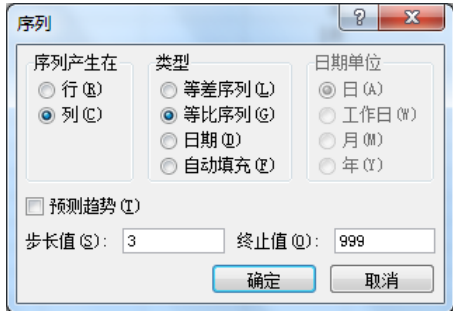 序列
序列产生在 类型 日期单位
行(R) 等差序列(L) 日(A)
列(C) 等比序列(G) 工作日(W)
日期(D) 月(M)
自动填充(F) 年(Y)
预测趋势(T)
步长值(S): 3 终止值(O): 999
确定 取消